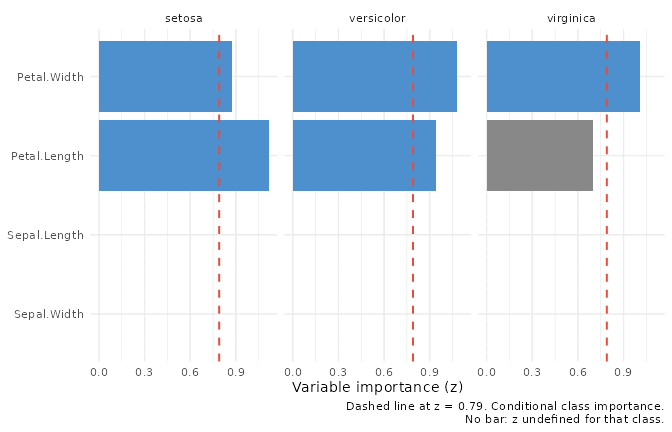 setosa versicolor virginica
Petal.Width
Petal.Length
Sepal.Length
Sepal.Width
0.0 0.3 0.6 0.9 0.0 0.3 0.6 0.9 0.0 0.3 0.6 0.9
Variable importance (z)
Dashed line at z = 0.79. Conditional class importance.
No bar: z undefined for that class.